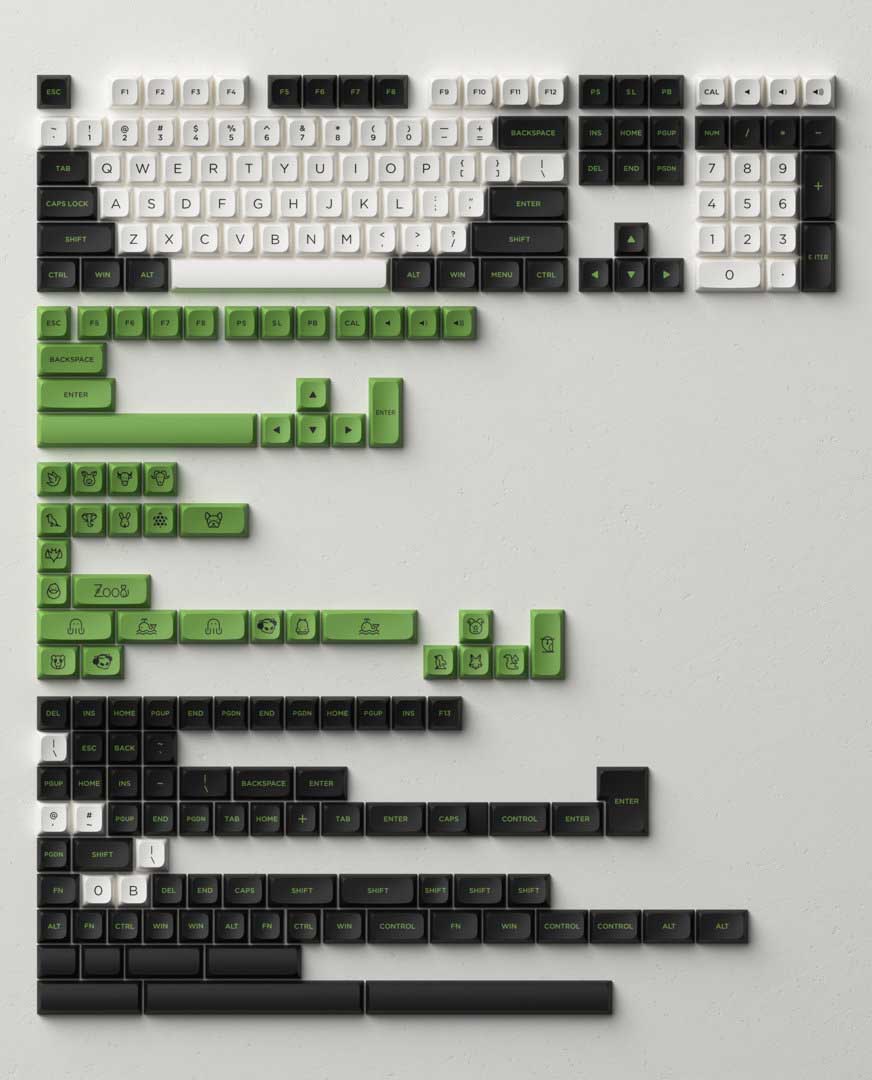 ESC F1 F2 F3 F4 F5 F6 F7 F8 F9 F10 F11 F12 PS SL PB CAL
~ ! @ # $ % ^ & * ( ) — + BACKSPACE INS HOME PGUP NUM / * –
` 1 2 3 4 5 6 7 8 9 0 - =
TAB Q W E R T Y U I O P { } | DEL END PGDN 7 8 9 +
[ ] \
CAPS LOCK A S D F G H J K L : " ENTER 4 5 6
; '
SHIFT Z X C V B N M < > ? SHIFT 1 2 3
, . /
CTRL WIN ALT ALT WIN MENU CTRL 0 .
ESC F5 F6 F7 F8 PS SL PB CAL
BACKSPACE
ENTER ENTER
Zoo8
DEL INS HOME PGUP END PGDN END PGDN HOME PGUP INS F13
| ESC BACK ~
\ `
PGUP HOME INS – | BACKSPACE ENTER
\
ENTER
@ # PGUP END PGDN TAB HOME + TAB ENTER CAPS CONTROL ENTER
' ~
PGDN SHIFT |
\
FN O B DEL END CAPS SHIFT SHIFT SHIFT SHIFT SHIFT
ALT FN CTRL WIN WIN ALT FN CTRL WIN CONTROL FN WIN CONTROL CONTROL ALT ALT